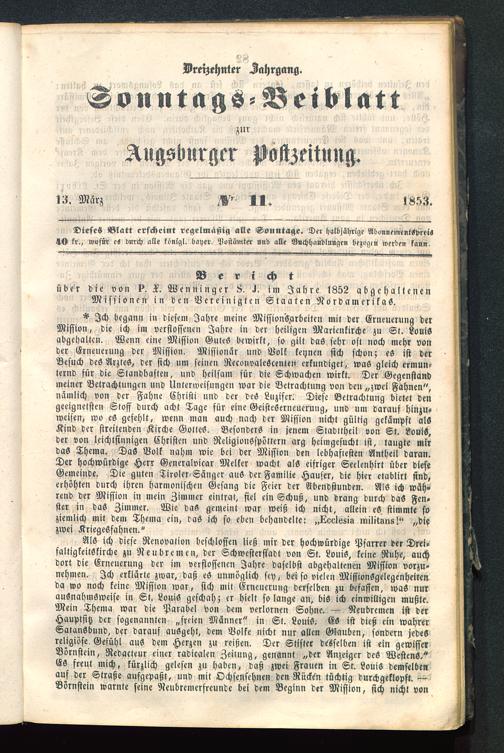 82
Dreizehnter Jahrgang.
Sonntags-Beiblatt
zur
Augsburger Postzeitung.
13. März Nr. 11. 1853.
Dieses Blatt erscheint regelmäßig alle Sonntage. Der halbjährige Abonnementspreis
40 kr., wofür es durch alle königl. bayer. Postämter und alle Buchhandlungen bezogen werden kann.
Bericht
über die von P. X. Wenninger S. J. im Jahre 1852 abgehaltenen
Missionen in den Vereinigten Staaten Nordamerikas.
* Ich begann in diesem Jahre meine Missionsarbeiten mit der Erneuerung der
Mission, die ich im verflossenen Jahre in der heiligen Marienkirche zu St. Louis
abgehalten. Wenn eine Mission Gutes bewirkt, so gilt das sehr oft noch mehr von
der Erneuerung der Mission. Missionär und Volk keynen sich schon; es ist der
Besuch des Arztes, der sich um seinen Reconvalescenten erkundiget, was gleich ermun-
ternd für die Standhaften, und heilsam für die Schwachen wirkt. Der Gegenstand
meiner Betrachtungen und Unterweisungen war die Betrachtung von den „zwei Fahnen“,
nämlich von der Fahne Christi und der des Luzifer. Diese Betrachtung bietet den
geeignetsten Stoff durch acht Tage für eine Geisteserneuerung, und um darauf hinzu-
weisen, wo es gefehlt, wenn man auch nach der Mission nicht gültig gekämpft als
Kind der streitenden Kirche Gottes. Besonders in jenem Stadttheil von St. Louis,
der von leichtsinnigen Christen und Religionsspöttern arg heimgesucht ist, taugte mir
das Thema. Das Volk nahm wie bei der Mission den lebhaftesten Antheil daran.
Der hochwürdige Herr Generalvicar Melker wacht als eifriger Seelenhirt über diese
Gemeinde. Die guten Tiroler-Sänger aus der Familie Hauser, die hier etablirt sind,
erhöhten durch ihren harmonischen Gesang die Feier der Abendstunden. Als ich wäh-
rend der Mission in mein Zimmer eintrat, fiel ein Schuß, und drang durch das Fen-
ster in das Zimmer. Wie das gemeint war weiß ich nicht, allein es stimmte so
ziemlich mit dem Thema ein, das ich so eben behandelte: „Ecclesia militans!“ „die
zwei Kriegesfahnen.“
Als ich diese Renovation beschlossen ließ mir der hochwürdige Pfarrer der Drei-
faltigkeitskirche zu Neubremen, der Schwesterstadt von St. Louis, keine Ruhe, auch
dort die Erneuerung der im verflossenen Jahre daselbst abgehaltenen Mission vorzu-
nehmen. Ich erklärte zwar, daß es unmöglich sey, bei so vielen Missionsgelegenheiten
da wo noch keine Mission war, sich mit Erneuerung derselben zu befassen, was nur
ausnahmsweise in St. Louis geschah; er hielt so lange an, bis ich einwilligen mußte.
Mein Thema war die Parabel von dem verlornen Sohne. — Neubremen ist der
Hauptsitz der sogenannten „freien Männer“ in St. Louis. Es ist dieß ein wahrer
Satansbund, der darauf ausgeht, dem Volke nicht nur allen Glauben, sondern jedes
religiöse Gefühl aus dem Herzen zu reißen. Der Stifter desselben ist ein gewisser
Börnstein, Redacteur einer radicalen Zeitung, genannt „der Anzeiger des Westens.“
Es freut mich, kürzlich gelesen zu haben, daß zwei Frauen in St. Louis demselben
auf der Straße aufgepaßt, und mit Ochsensehnen den Rücken tüchtig durchgeklopft. —
Börnstein warnte seine Neubremerfreunde bei dem Beginn der Mission, sich nicht von